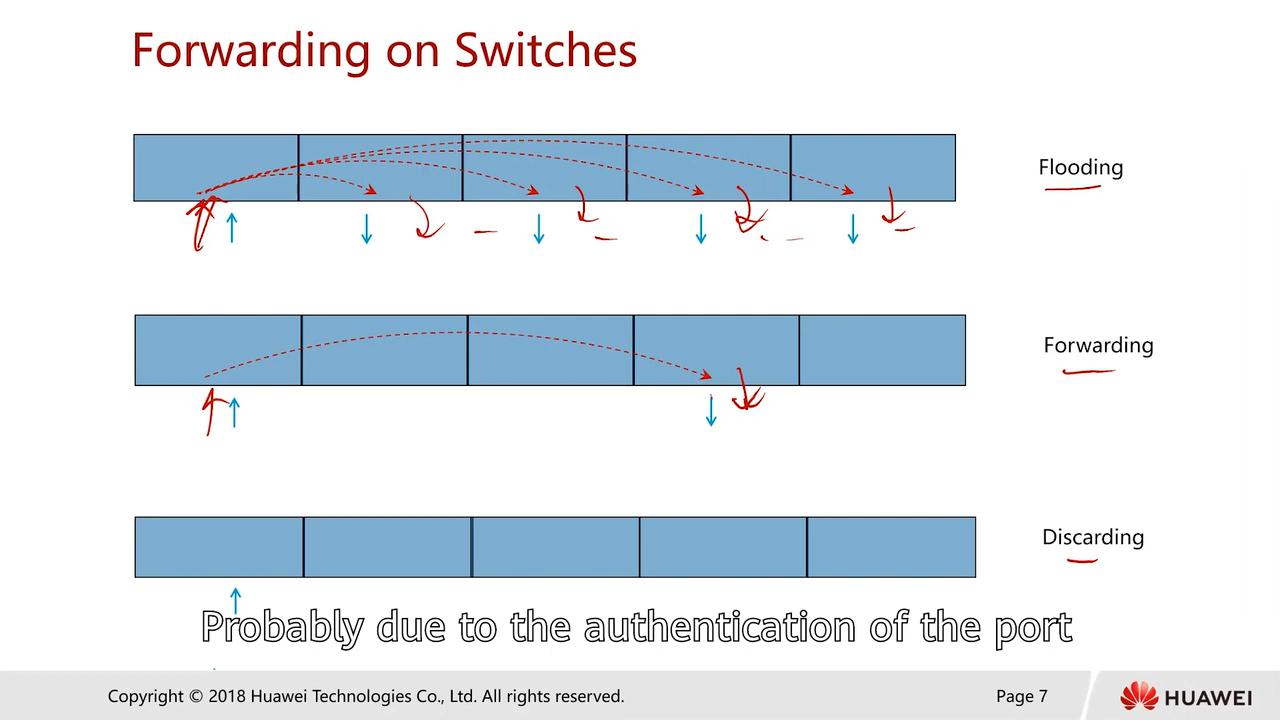 Forwarding on Switches
Flooding
Forwarding
Discarding
Probably due to the authentication of the port
Copyright © 2018 Huawei Technologies Co., Ltd. All rights reserved.
Page 7
HUAWEI